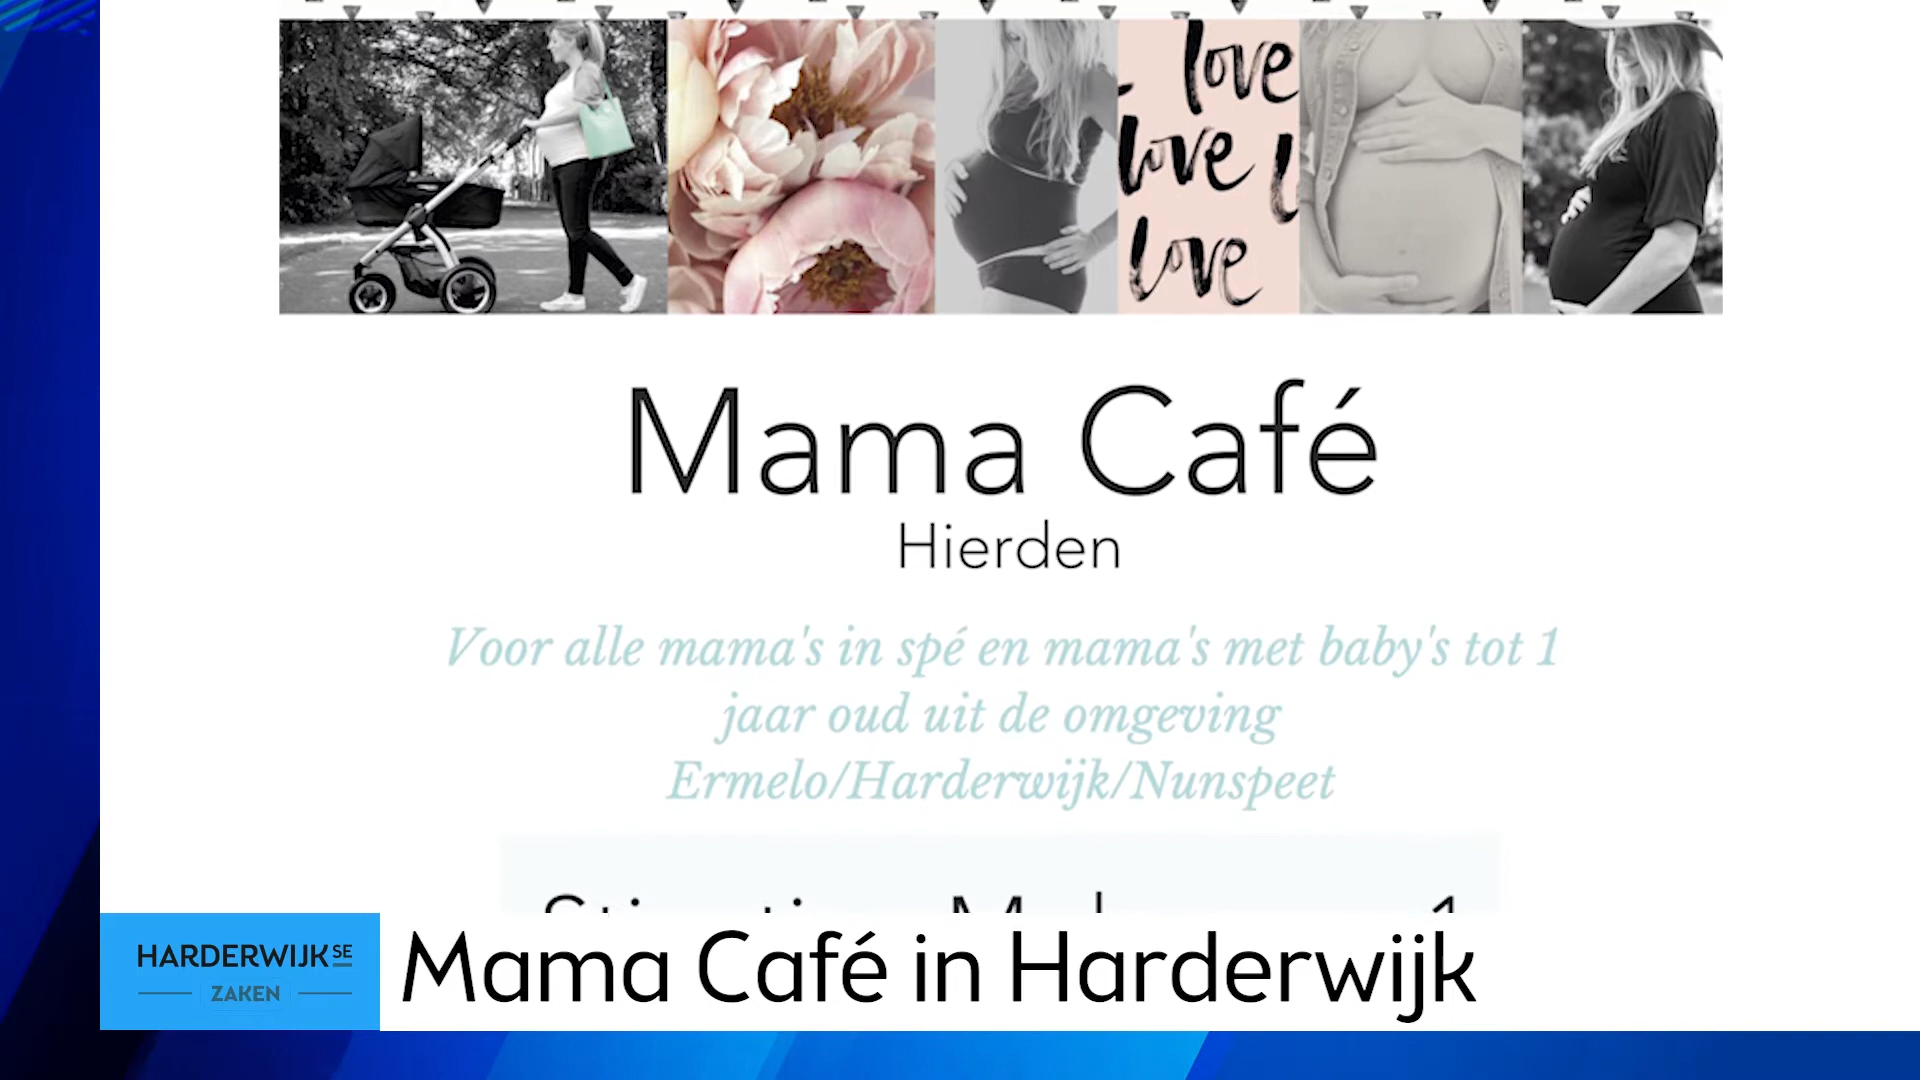 love
love l
love
Mama Café
Hierden
Voor alle mama's in spé en mama's met baby's tot 1
jaar oud uit de omgeving
Ermelo/Harderwijk/Nunspeet
HARDERWIJKSE
ZAKEN
Mama Café in Harderwijk